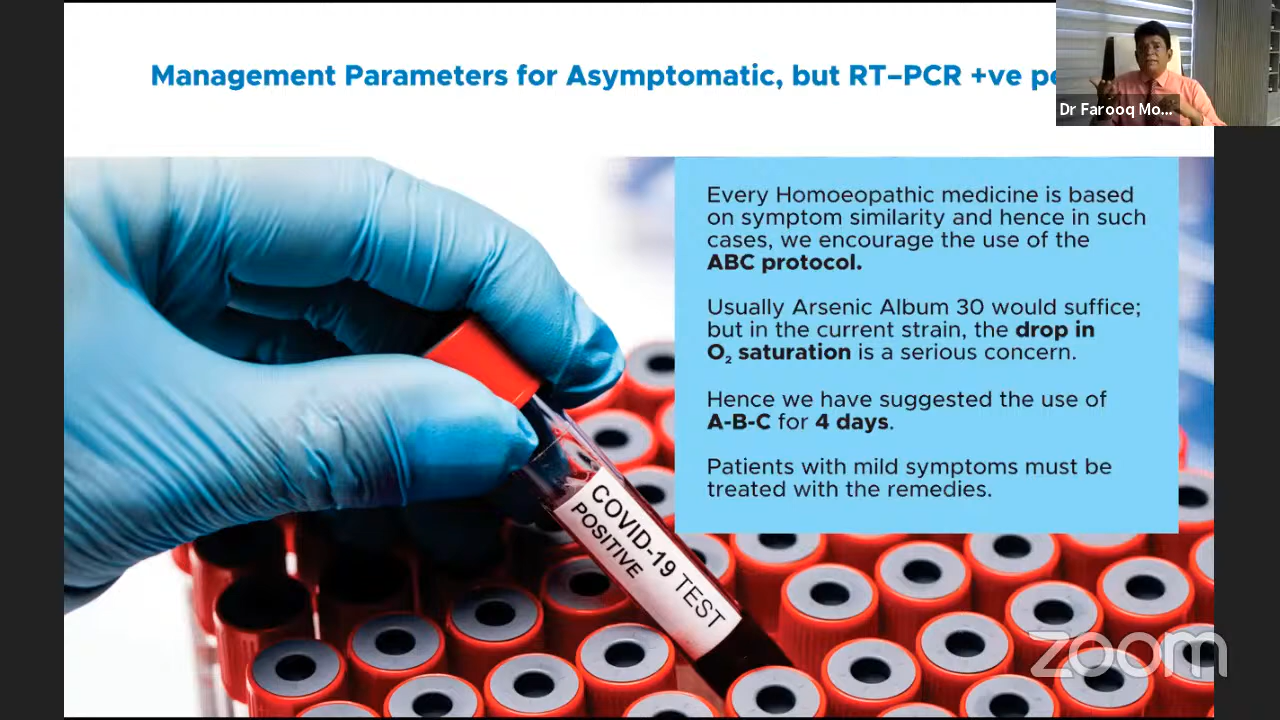 Management Parameters for Asymptomatic, but RT–PCR +ve
Dr Farooq Mo...
Every Homoeopathic medicine is based
on symptom similarity and hence in such
cases, we encourage the use of the
ABC protocol.
Usually Arsenic Album 30 would suffice;
but in the current strain, the drop in
O₂ saturation is a serious concern.
Hence we have suggested the use of
A-B-C for 4 days.
Patients with mild symptoms must be
treated with the remedies.
COVID-19 TEST
POSITIVE
zoom